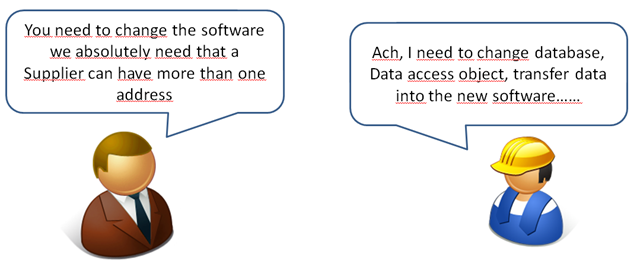 You need to change the software
we absolutely need that a
Supplier can have more than one
address
Ach, I need to change database,
Data access object, transfer data
into the new software......